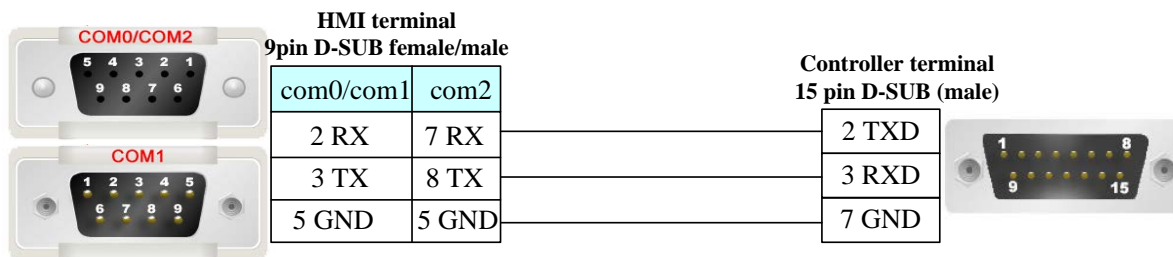 COM0/COM2
5 4 3 2 1
9 8 7 6
COM1
1 2 3 4 5
6 7 8 9
HMI terminal
9pin D-SUB female/male
com0/com1 com2
2 RX 7 RX
3 TX 8 TX
5 GND 5 GND
Controller terminal
15 pin D-SUB (male)
2 TXD
3 RXD
7 GND
1 8
9 15